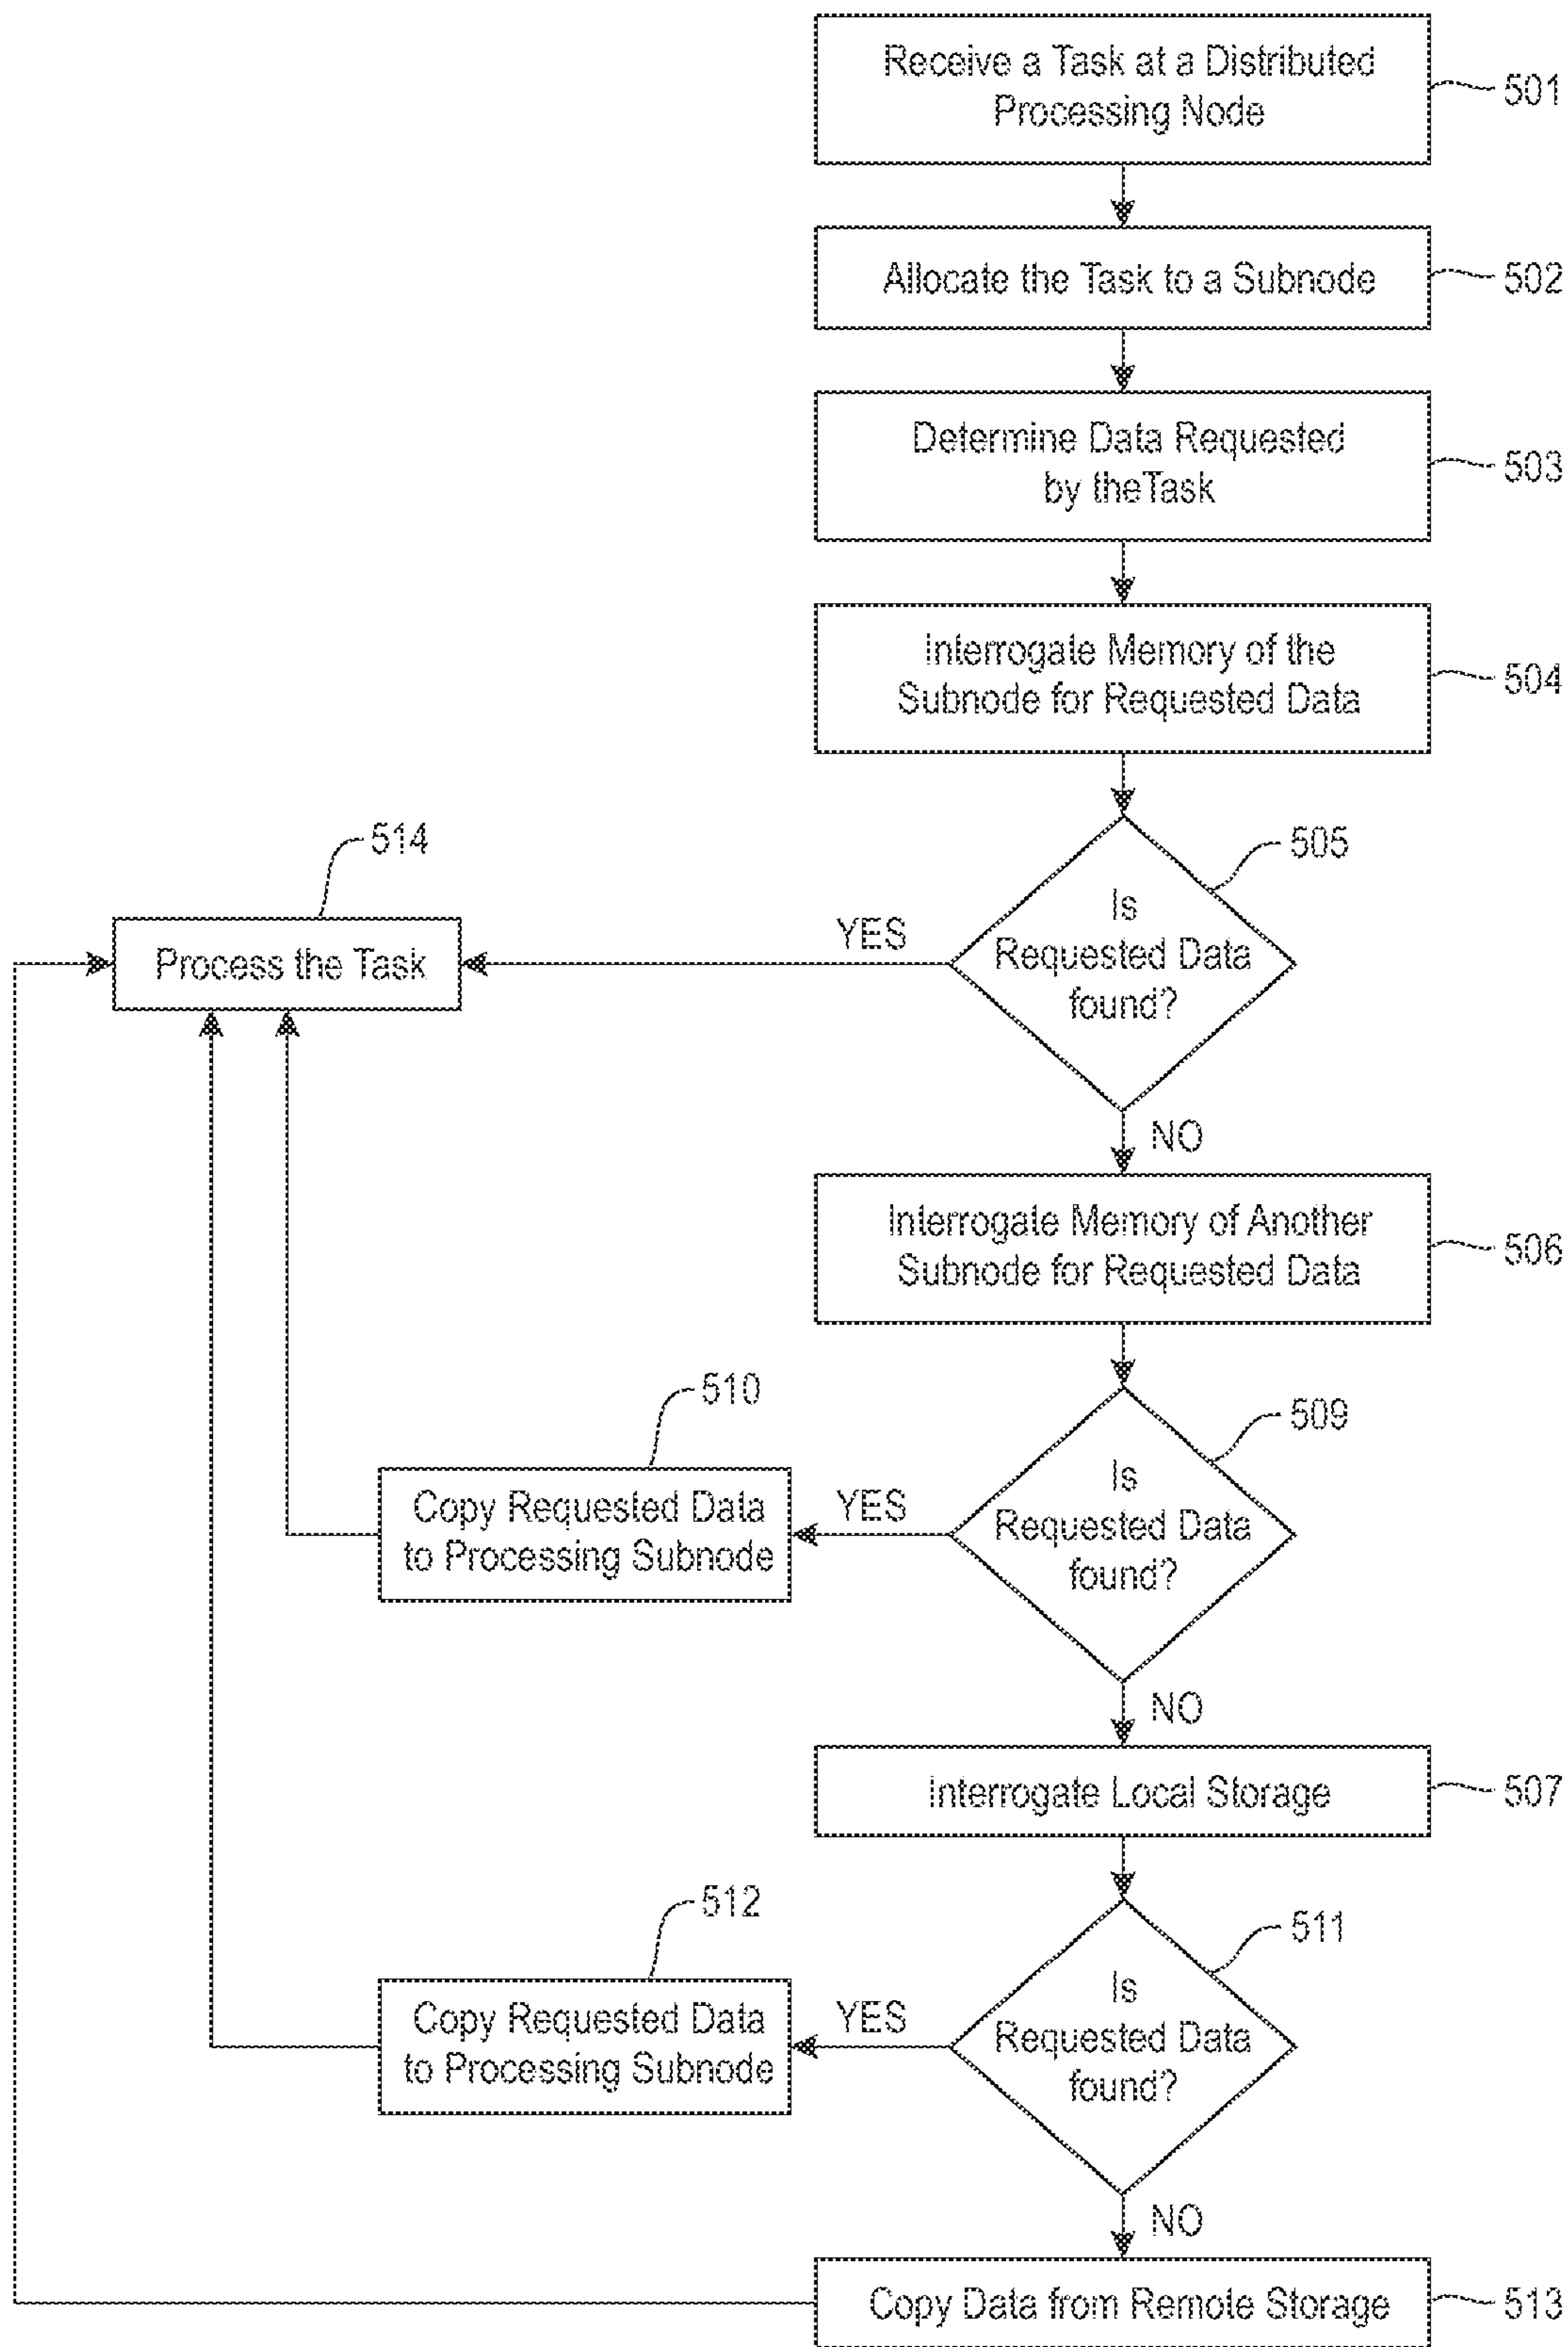 Receive a Task at a Distributed
Processing Node
501
Allocate the Task to a Subnode
502
Determine Data Requested
by theTask
503
Interrogate Memory of the
Subnode for Requested Data
504
514
Process the Task
505
YES
Is
Requested Data
found?
NO
Interrogate Memory of Another
Subnode for Requested Data
506
510
Copy Requested Data
to Processing Subnode
509
YES
Is
Requested Data
found?
NO
Interrogate Local Storage
507
512
Copy Requested Data
to Processing Subnode
511
YES
Is
Requested Data
found?
NO
Copy Data from Remote Storage
513